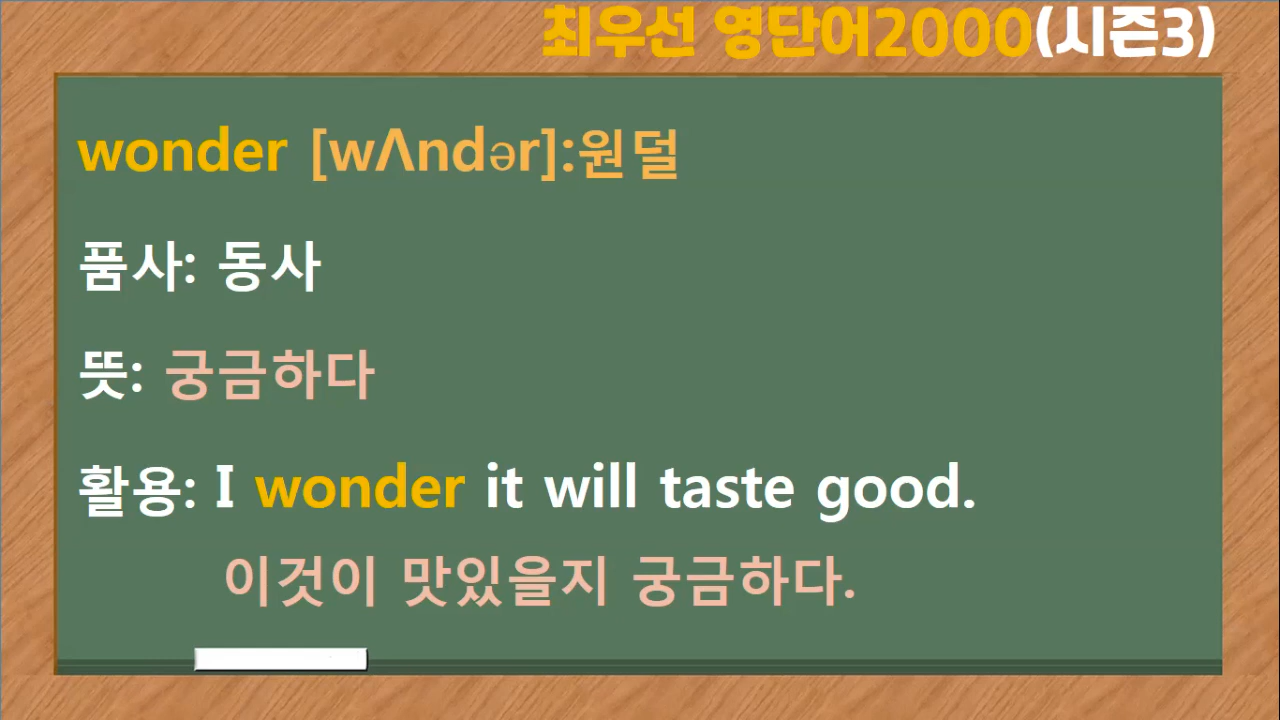 최우선 영단어2000(시즌3)
wonder [wΛndər]:원덜
품사: 동사
뜻: 궁금하다
활용: I wonder it will taste good.
이것이 맛있을지 궁금하다.